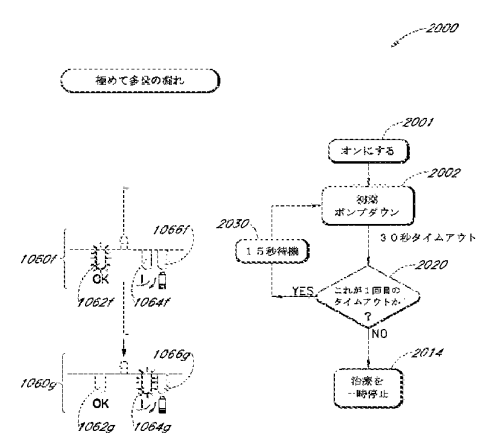 2000
極めて多量の漏れ
2001
オンにする
2002
初期
ポンプダウン
2030
15秒待機
30秒タイムアウト
1066f
1060f
OK
1062f
1064f
2020
YES
これが1回目の
タイムアウトか
?
NO
1066g
1060g
OK
1062g
1064g
2014
治療を
一時停止